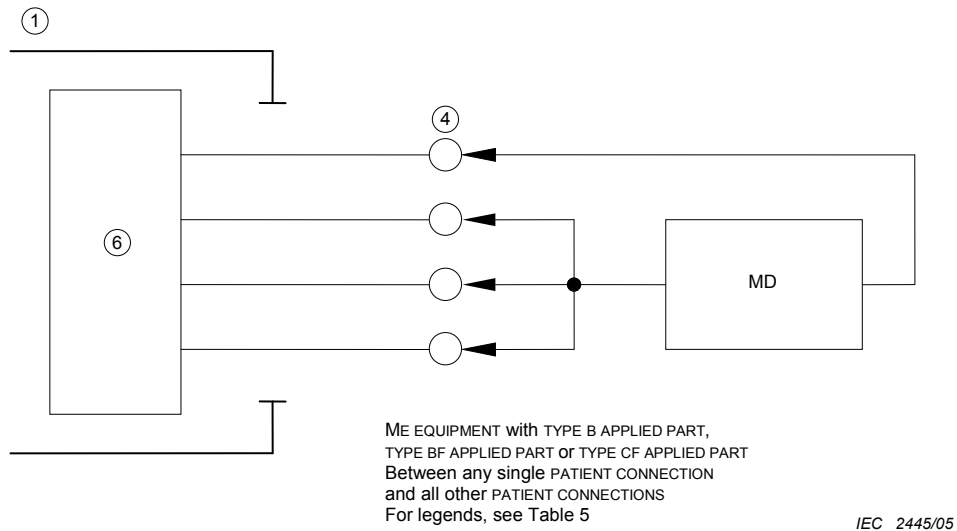 1
4
6
MD
ME EQUIPMENT with TYPE B APPLIED PART,
TYPE BF APPLIED PART or TYPE CF APPLIED PART
Between any single PATIENT CONNECTION
and all other PATIENT CONNECTIONS
For legends, see Table 5
IEC 2445/05